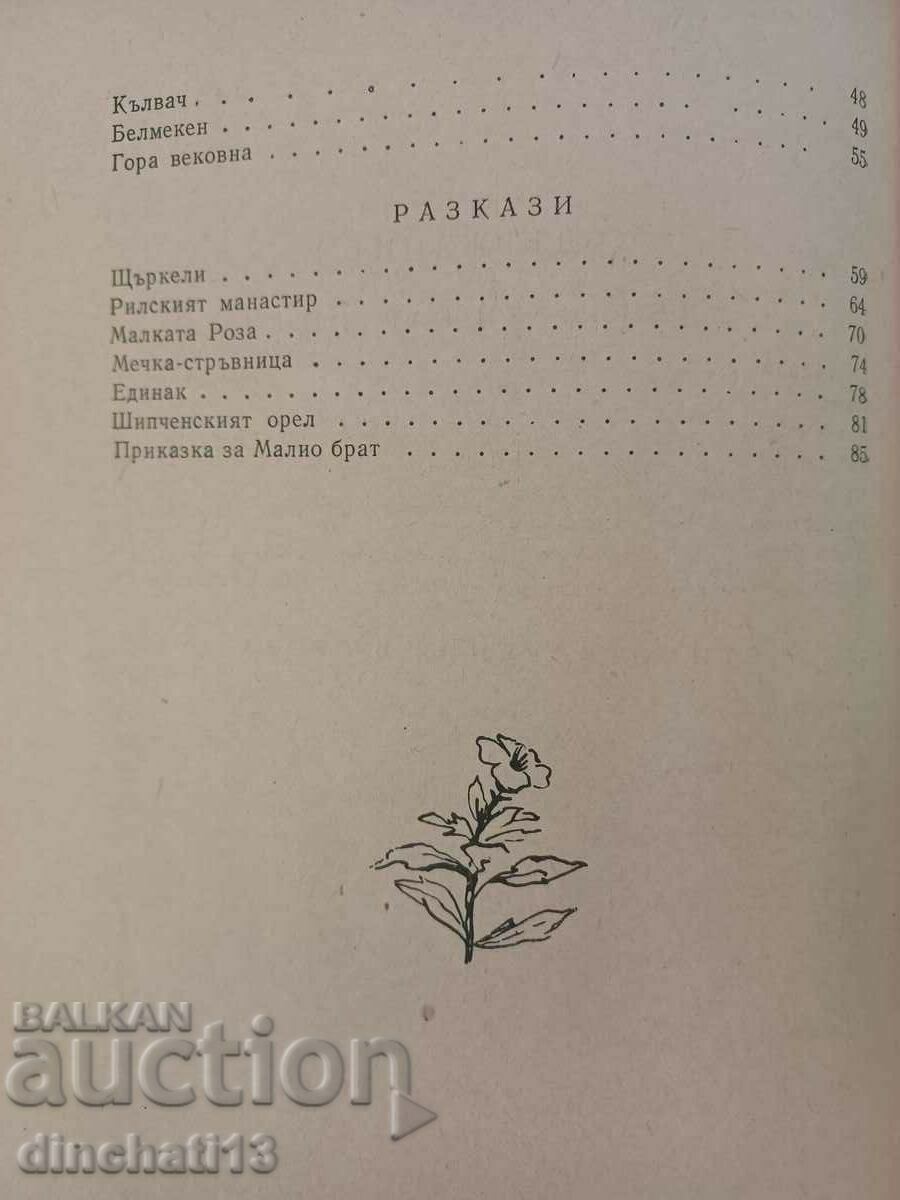 Кълвач . . . . . . . . . . . . . . . . . 48
Белмекен . . . . . . . . . . . . . . . . . 49
Гора вековна . . . . . . . . . . . . . . . . . 55
РАЗКАЗИ
Щъркели . . . . . . . . . . . . . . . . . 59
Рилският манастир . . . . . . . . . . . . . . . . . 64
Малката Роза . . . . . . . . . . . . . . . . . 70
Мечка-стръвница . . . . . . . . . . . . . . . . . 74
Единак . . . . . . . . . . . . . . . . . 78
Шипченският орел . . . . . . . . . . . . . . . . . 81
Приказка за Малио брат . . . . . . . . . . . . . . 85
BALKAN
auction
dinchati13